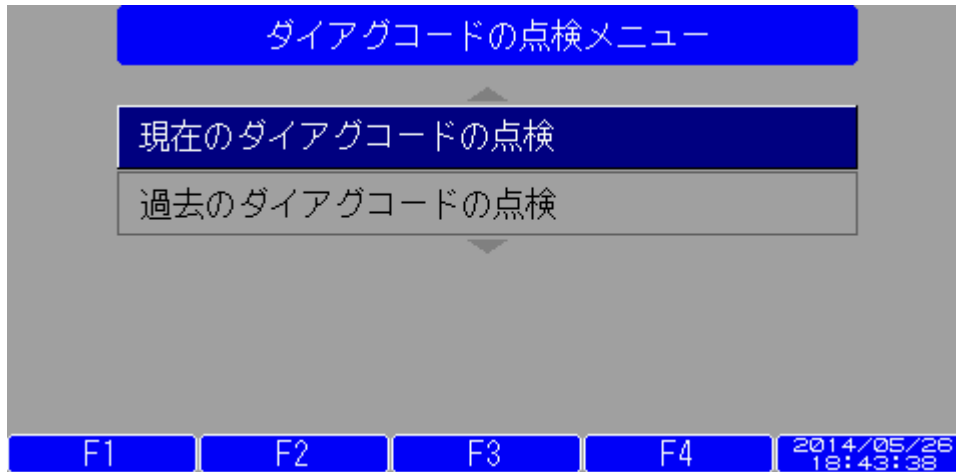 ダイアグコードの点検メニュー
現在のダイアグコードの点検
過去のダイアグコードの点検
F1
F2
F3
F4
2014/05/26
18:43:38